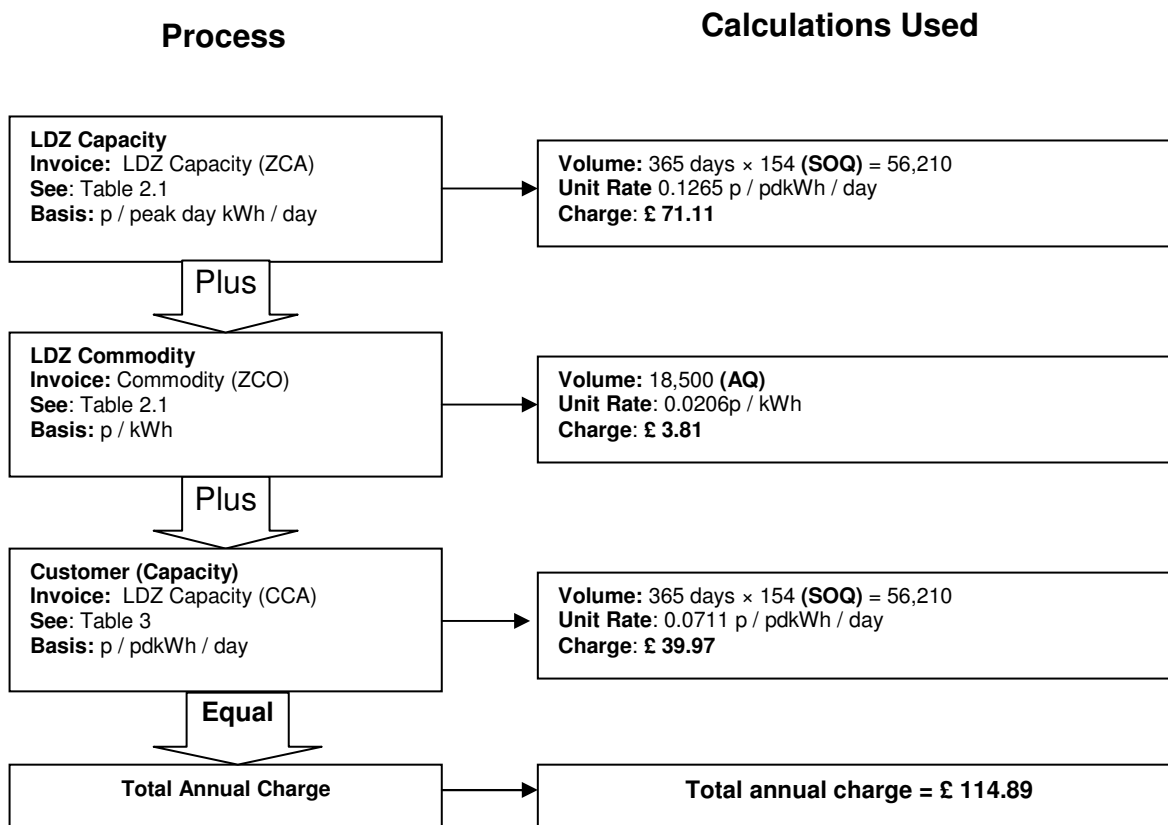 Process
Calculations Used
LDZ Capacity
Invoice: LDZ Capacity (ZCA)
See: Table 2.1
Basis: p / peak day kWh / day
Volume: 365 days × 154 (SOQ) = 56,210
Unit Rate 0.1265 p / pdkWh / day
Charge: £ 71.11
Plus
LDZ Commodity
Invoice: Commodity (ZCO)
See: Table 2.1
Basis: p / kWh
Volume: 18,500 (AQ)
Unit Rate: 0.0206p / kWh
Charge: £ 3.81
Plus
Customer (Capacity)
Invoice: LDZ Capacity (CCA)
See: Table 3
Basis: p / pdkWh / day
Volume: 365 days × 154 (SOQ) = 56,210
Unit Rate: 0.0711 p / pdkWh / day
Charge: £ 39.97
Equal
Total Annual Charge
Total annual charge = £ 114.89